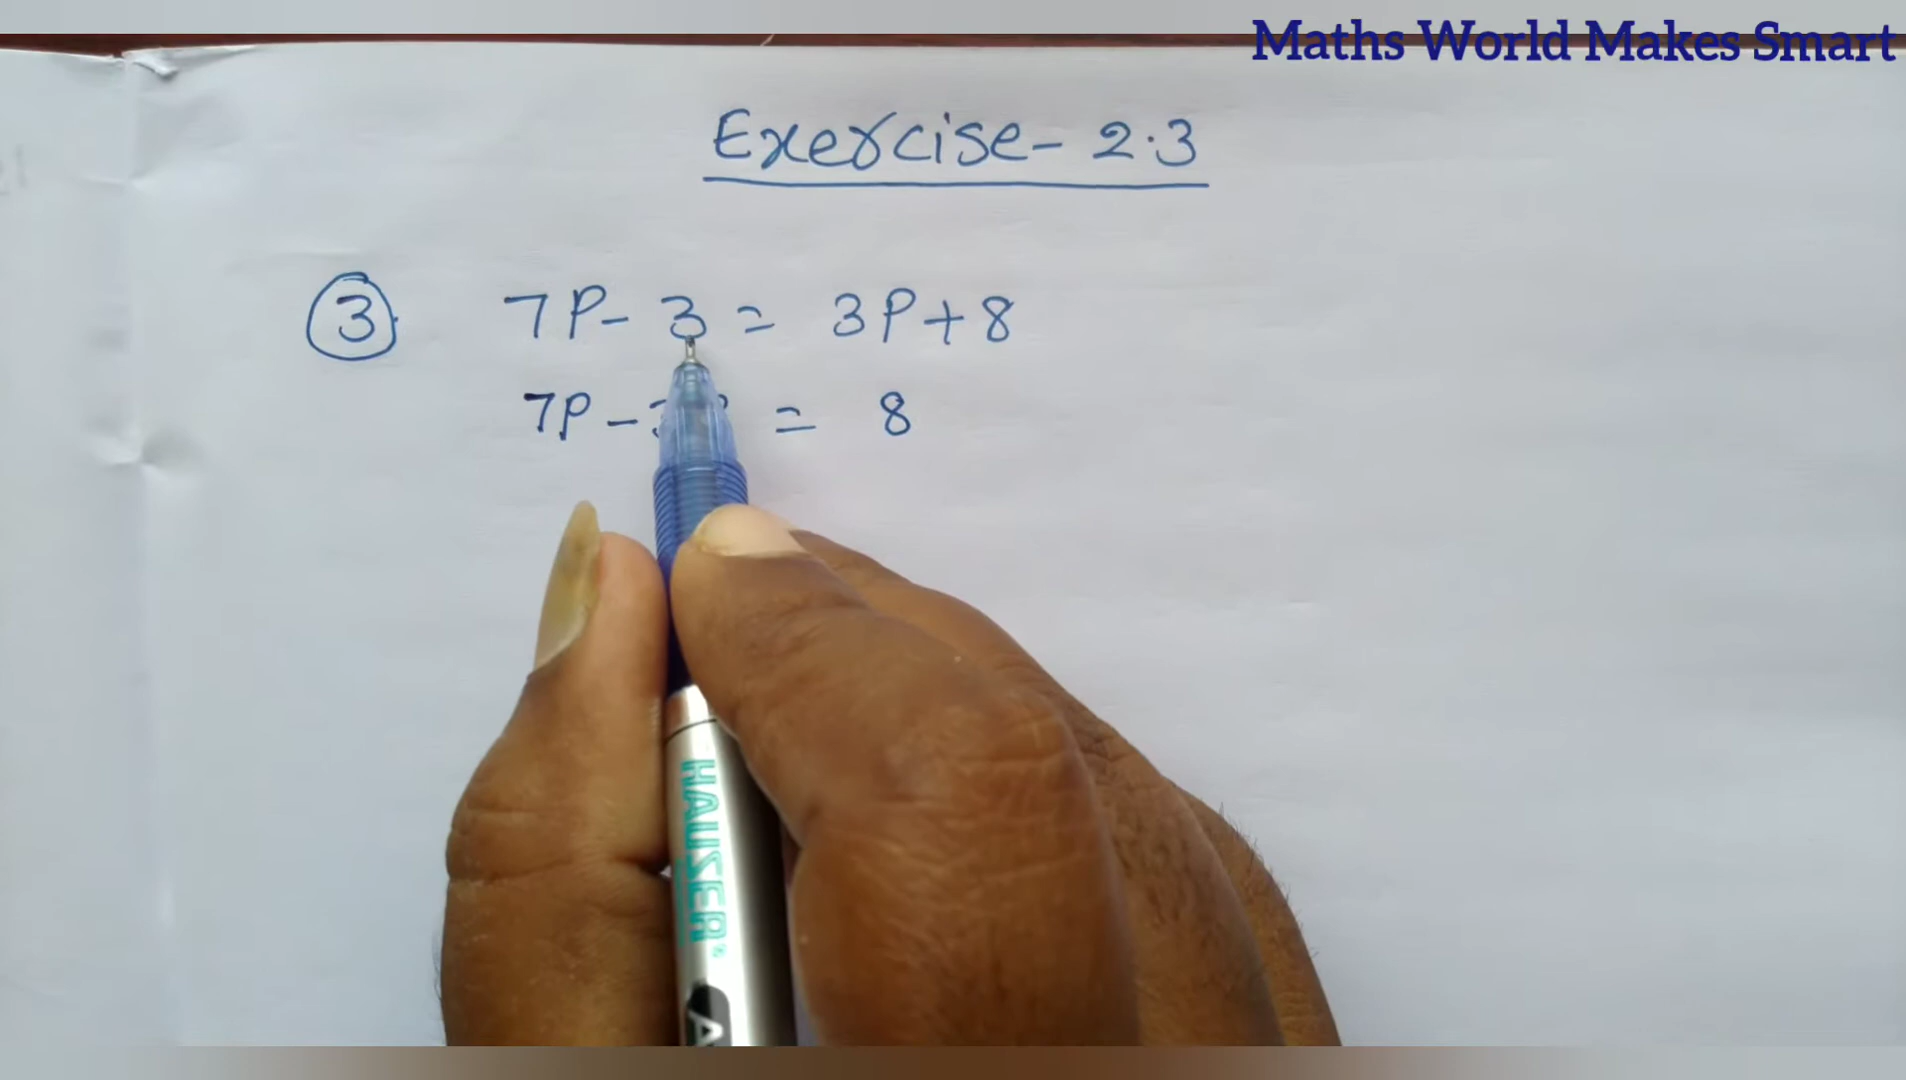 Maths World Makes Smart
Exercise- 2.3
3. 7P- 3 = 3P+8
7P - = 8
HAUSER